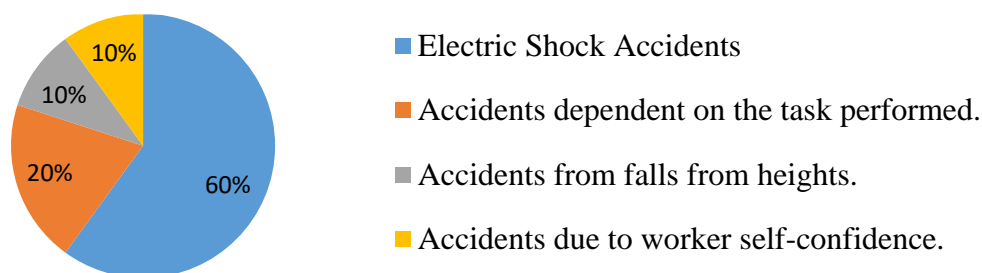 10%
Electric Shock Accidents
10%
Accidents dependent on the task performed.
20%
60%
Accidents from falls from heights.
Accidents due to worker self-confidence.